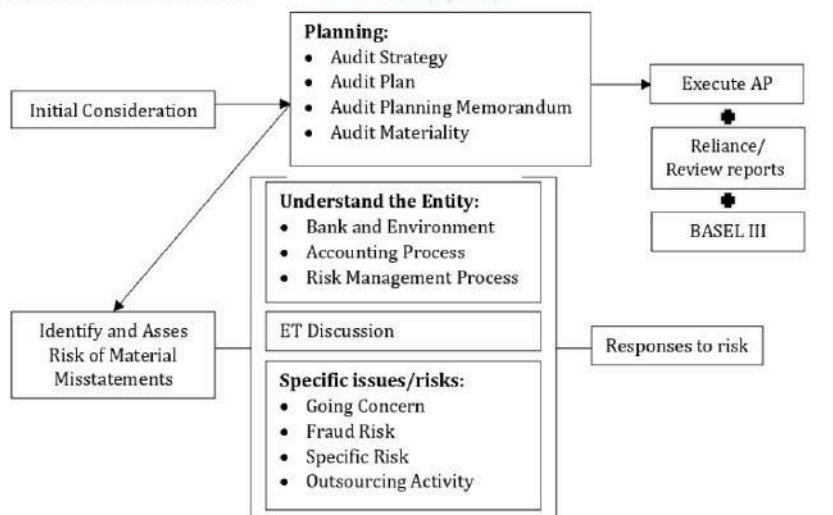 Planning:
• Audit Strategy
• Audit Plan
• Audit Planning Memorandum
• Audit Materiality
Initial Consideration
Execute AP
Reliance/
Review reports
BASEL III
Understand the Entity:
• Bank and Environment
• Accounting Process
• Risk Management Process
Identify and Asses
Risk of Material
Misstatements
ET Discussion
Responses to risk
Specific issues/risks:
• Going Concern
• Fraud Risk
• Specific Risk
• Outsourcing Activity